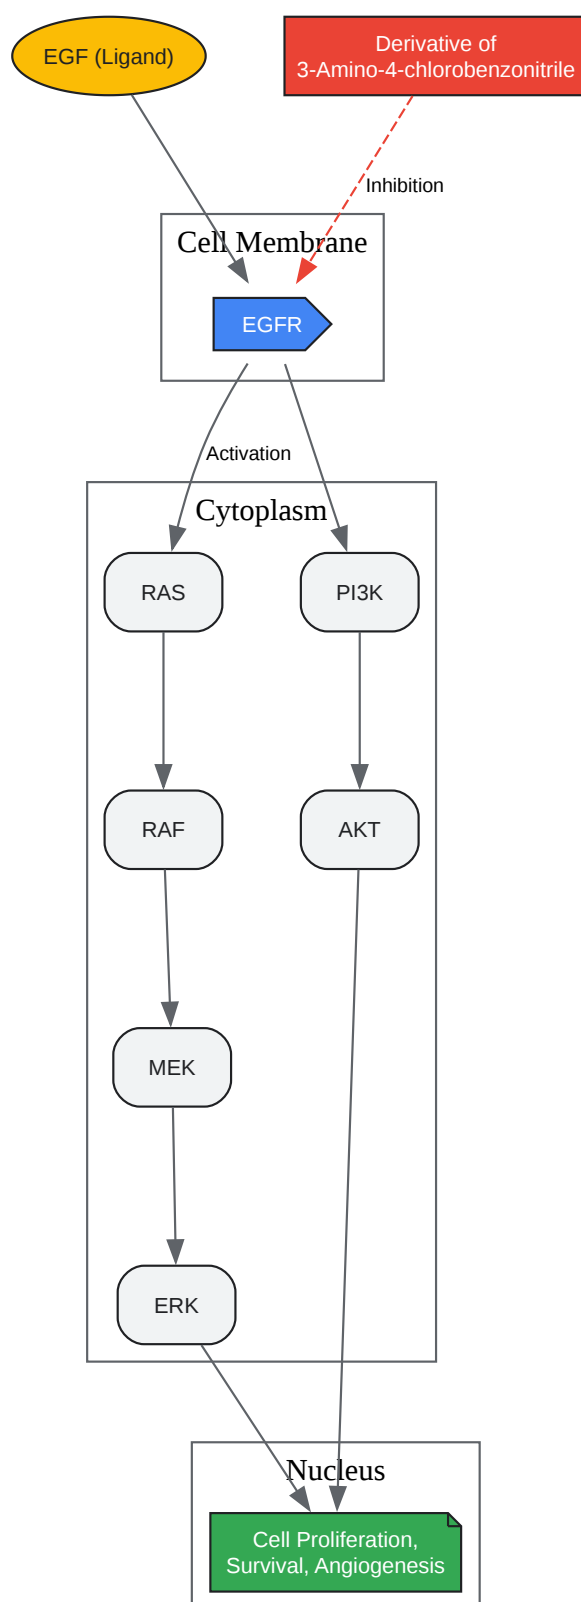 EGF (Ligand)
Derivative of
3-Amino-4-chlorobenzonitrile
Inhibition
Cell Membrane
EGFR
Activation
Cytoplasm
RAS
PI3K
RAF
AKT
MEK
ERK
Nucleus
Cell Proliferation,
Survival, Angiogenesis